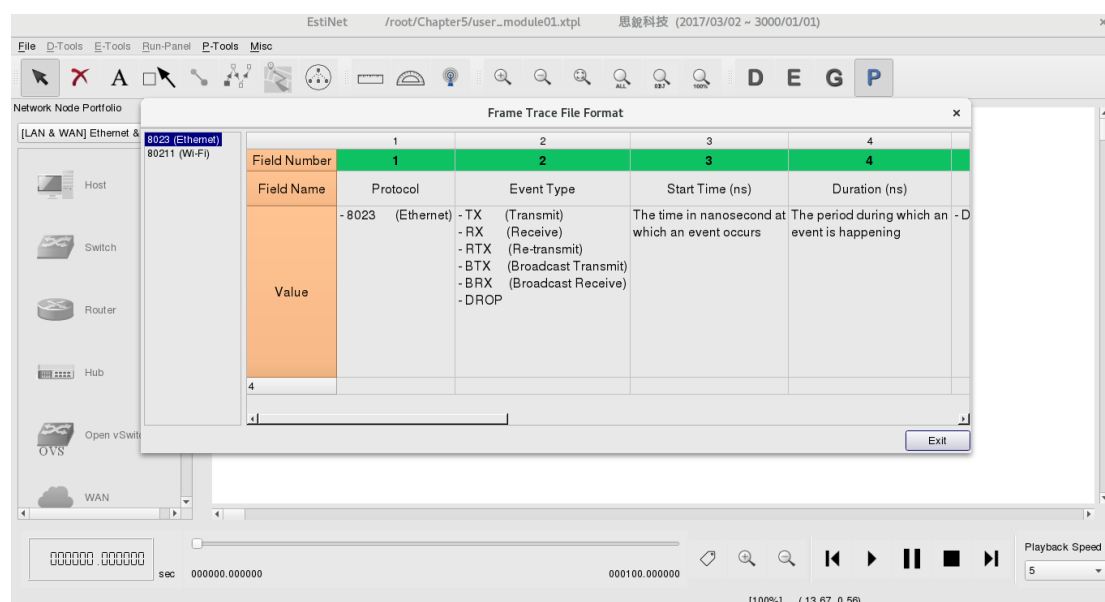 EstiNet /root/Chapter5/user_module01.xtpl 思銳科技 (2017/03/02 ~ 3000/01/01) ×
File D-Tools E-Tools Run-Panel P-Tools Misc
A ALL OBJ 100% D E G P
Network Node Portfolio
[LAN & WAN] Ethernet &
Host
Switch
Router
Hub
Open vSwit
OVS
WAN
Frame Trace File Format ×
8023 (Ethernet)
80211 (Wi-Fi)
1 2 3 4
Field Number 1 2 3 4
Field Name Protocol Event Type Start Time (ns) Duration (ns)
Value
- 8023 (Ethernet)
- TX (Transmit)
- RX (Receive)
- RTX (Re-transmit)
- BTX (Broadcast Transmit)
- BRX (Broadcast Receive)
- DROP
The time in nanosecond at
which an event occurs
The period during which an
event is happening
- D
4
Exit
000000.000000 sec 000000.000000 000100.000000
Playback Speed
5
[100%] ( 13.67, 0.56)